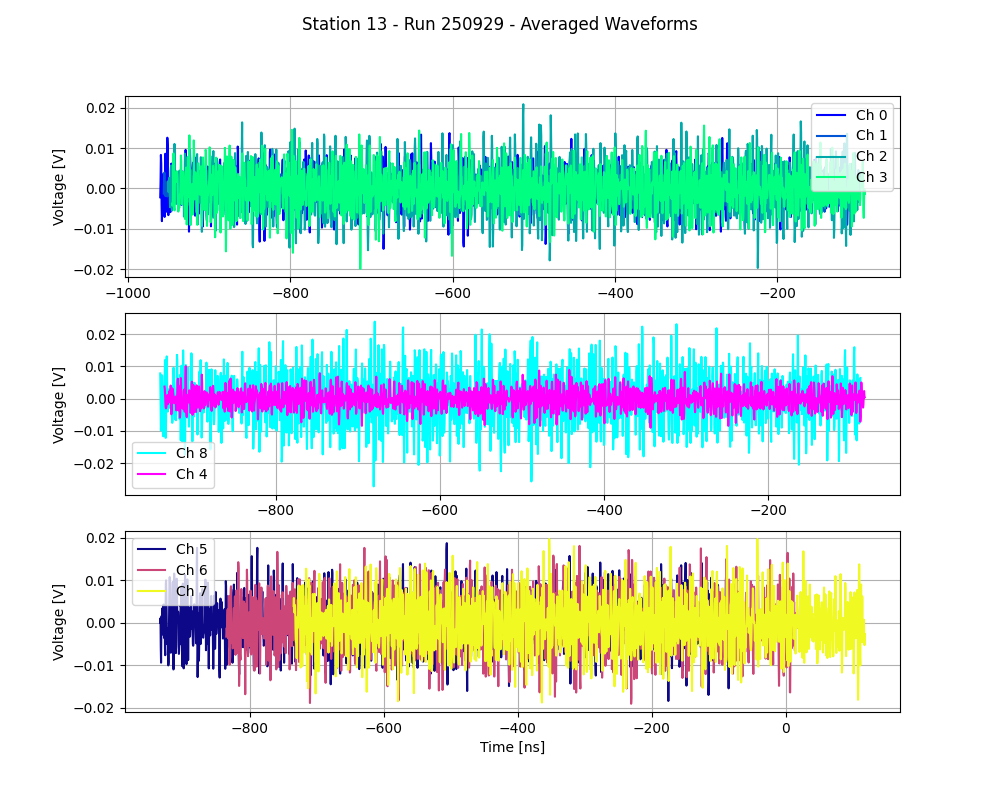 Station 13 - Run 250929 - Averaged Waveforms
Voltage [V]
0.02
0.01
0.00
−0.01
−0.02
Ch 0
Ch 1
Ch 2
Ch 3
−1000 −800 −600 −400 −200
Voltage [V]
0.02
0.01
0.00
−0.01
−0.02
Ch 8
Ch 4
−800 −600 −400 −200
Voltage [V]
0.02
0.01
0.00
−0.01
−0.02
Ch 5
Ch 6
Ch 7
−800 −600 −400 −200 0
Time [ns]